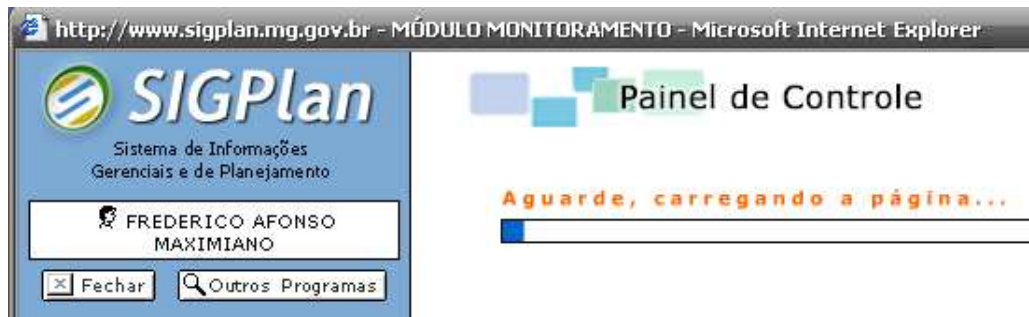 http://www.sigplan.mg.gov.br - MÓDULO MONITORAMENTO - Microsoft Internet Explorer
SIGPlan
Sistema de Informações
Gerenciais e de Planejamento
FREDERICO AFONSO
MAXIMIANO
Fechar
Outros Programas
Painel de Controle
Aguarde, carregando a página...